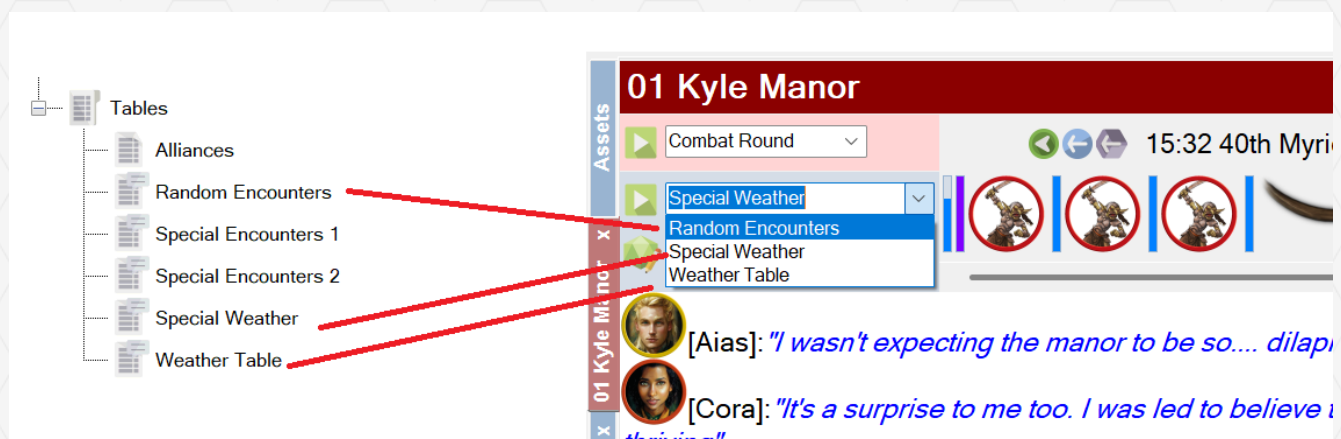 Tables
Alliances
Random Encounters
Special Encounters 1
Special Encounters 2
Special Weather
Weather Table
Assets
01 Kyle Manor x
x
01 Kyle Manor
Combat Round
15:32 40th Myri
Special Weather
Random Encounters
Special Weather
Weather Table
[Aias]: "I wasn't expecting the manor to be so.... dilap
[Cora]: "It's a surprise to me too. I was led to believe
thriving"